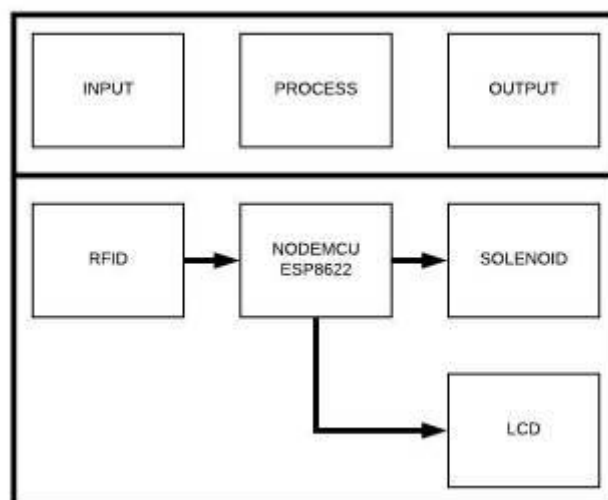 INPUT
PROCESS
OUTPUT
RFID
NODEMCU
ESP8622
SOLENOID
LCD